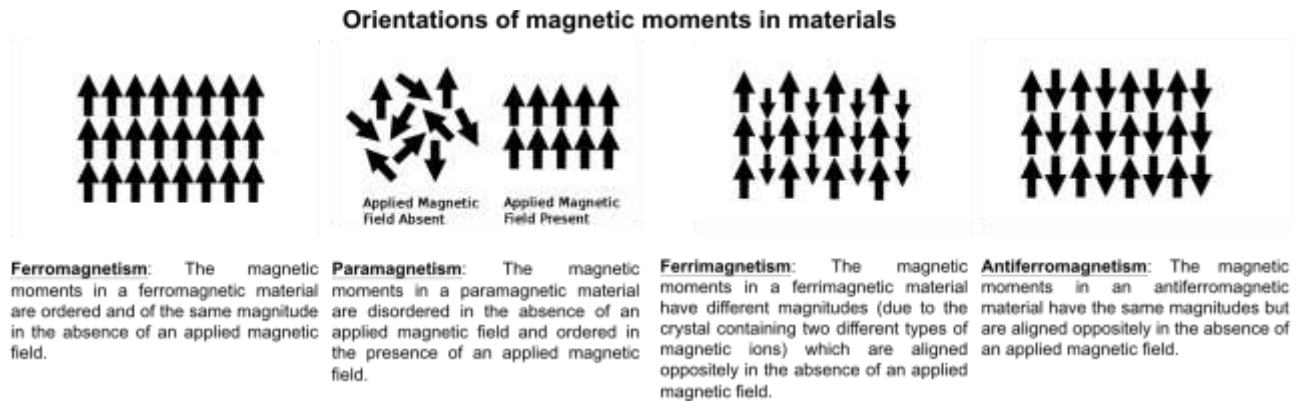 Orientations of magnetic moments in materials
Applied Magnetic
Field Absent
Applied Magnetic
Field Present
Ferromagnetism: The magnetic
moments in a ferromagnetic material
are ordered and of the same magnitude
in the absence of an applied magnetic
field.
Paramagnetism: The magnetic
moments in a paramagnetic material
are disordered in the absence of an
applied magnetic field and ordered in
the presence of an applied magnetic
field.
Ferrimagnetism: The magnetic
moments in a ferrimagnetic material
have different magnitudes (due to the
crystal containing two different types of
magnetic ions) which are aligned
oppositely in the absence of an applied
magnetic field.
Antiferromagnetism: The magnetic
moments in an antiferromagnetic
material have the same magnitudes but
are aligned oppositely in the absence of
an applied magnetic field.